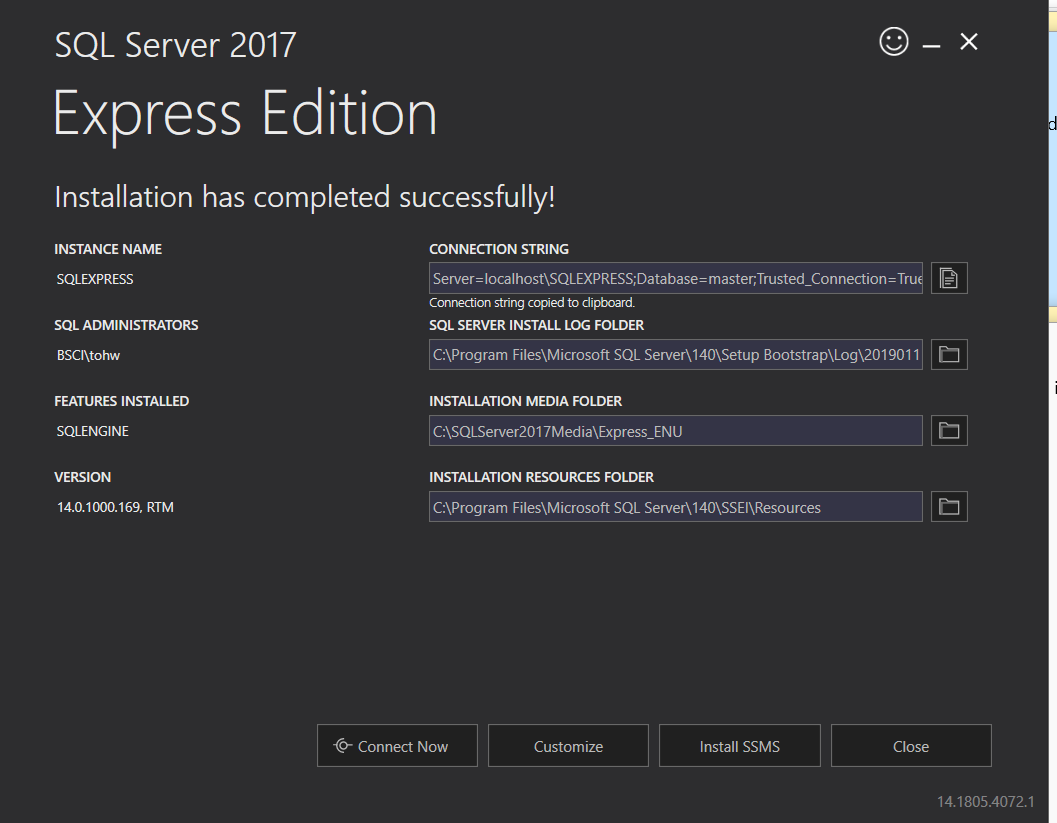 SQL Server 2017
Express Edition
Installation has completed successfully!
INSTANCE NAME
SQLEXPRESS
CONNECTION STRING
Server=localhost\SQLEXPRESS;Database=master;Trusted_Connection=True
Connection string copied to clipboard.
SQL ADMINISTRATORS
BSCI\tohw
SQL SERVER INSTALL LOG FOLDER
C:\Program Files\Microsoft SQL Server\140\Setup Bootstrap\Log\2019011
FEATURES INSTALLED
SQLENGINE
INSTALLATION MEDIA FOLDER
C:\SQLServer2017Media\Express_ENU
VERSION
14.0.1000.169, RTM
INSTALLATION RESOURCES FOLDER
C:\Program Files\Microsoft SQL Server\140\SSEI\Resources
Connect Now
Customize
Install SSMS
Close
14.1805.4072.1